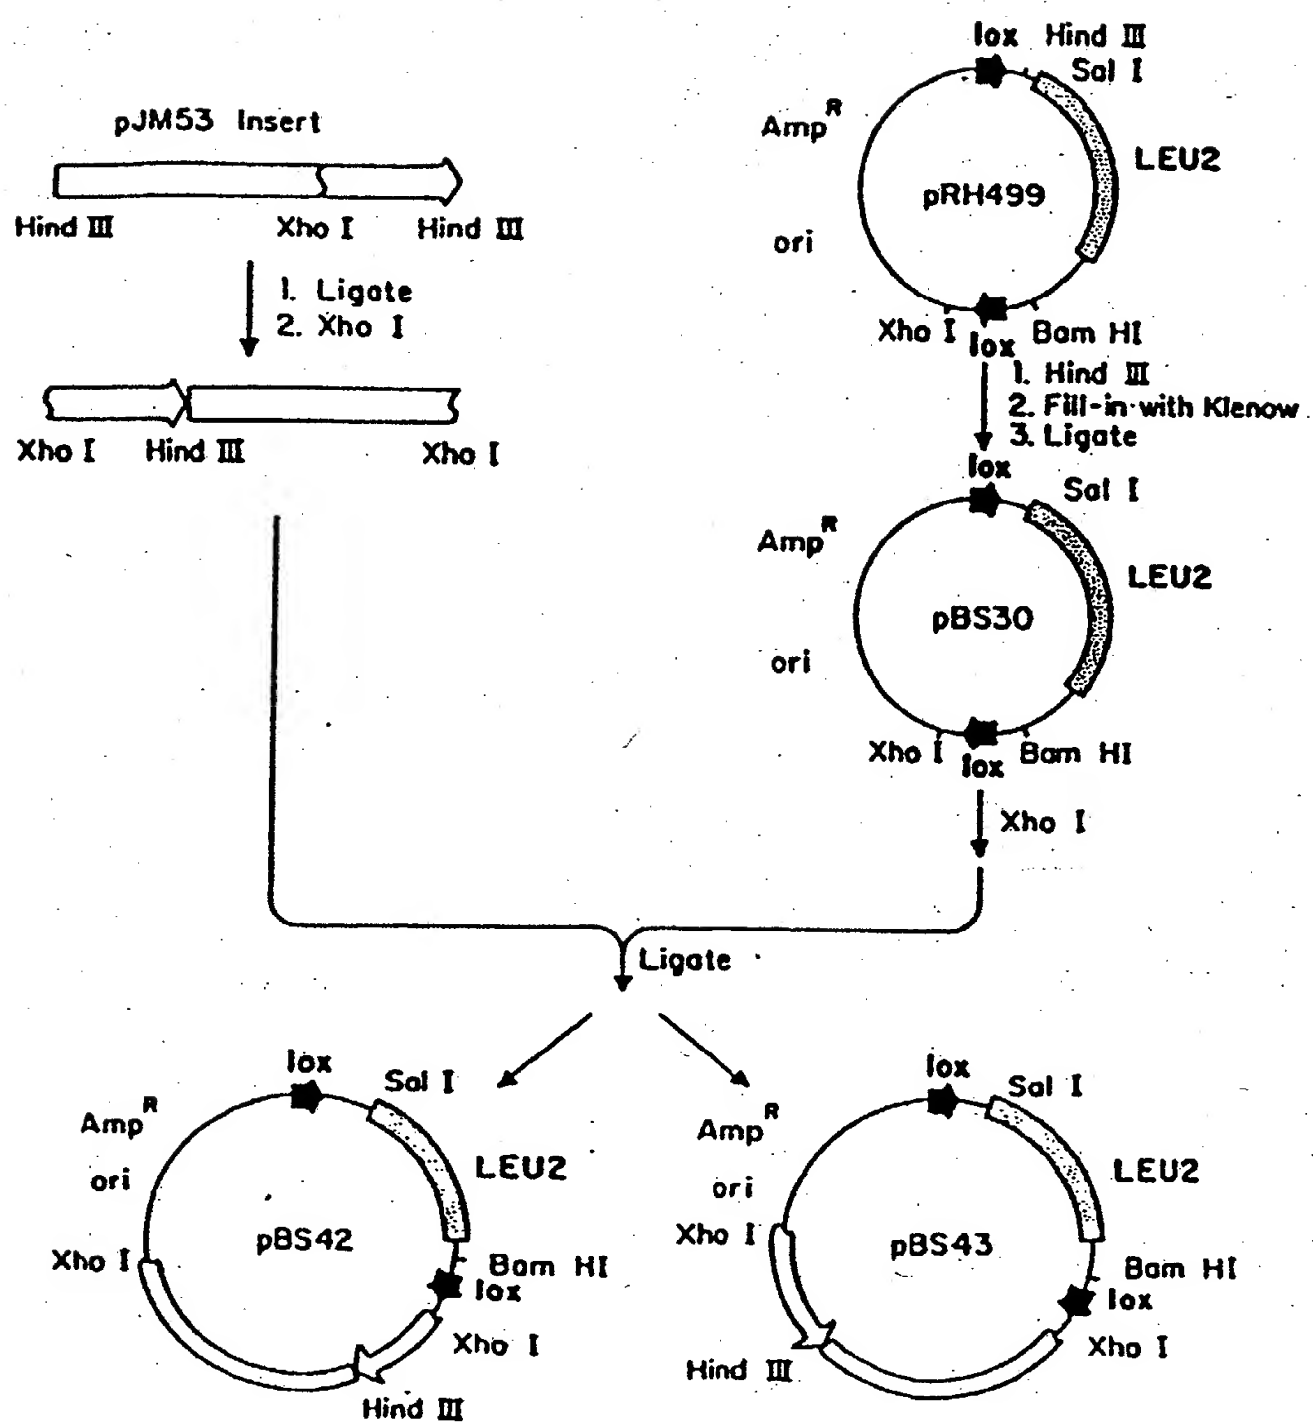 pJM53 Insert
Hind III Xho I Hind III
1. Ligate
2. Xho I
Xho I Hind III Xho I
lox Hind III
Sal I
Amp^R
LEU2
pRH499
ori
Xho I lox Bam HI
1. Hind III
2. Fill-in with Klenow
3. Ligate
lox
Sal I
Amp^R
LEU2
pBS30
ori
Xho I lox Bam HI
Xho I
Ligate
lox
Sal I
Amp^R
LEU2
ori
pBS42
Xho I
Bam HI
lox
Xho I
Hind III
lox
Sal I
Amp^R
LEU2
ori
Xho I
pBS43
Bam HI
lox
Xho I
Hind III